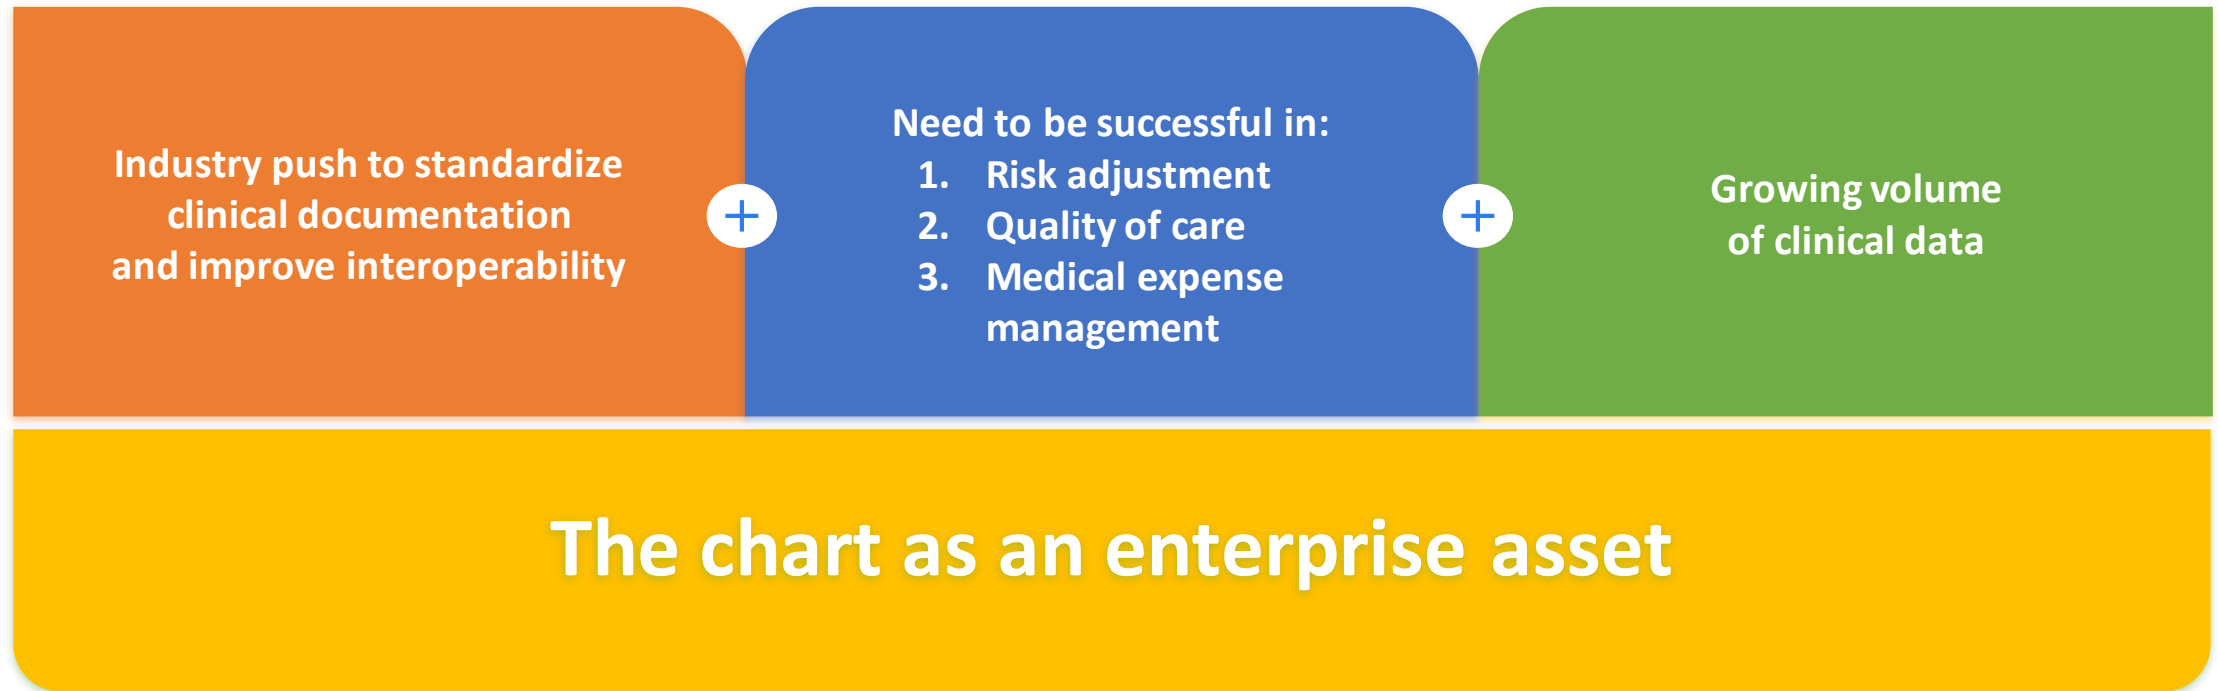 Industry push to standardize
clinical documentation
and improve interoperability
+
Need to be successful in:
1. Risk adjustment
2. Quality of care
3. Medical expense
management
+
Growing volume
of clinical data
The chart as an enterprise asset